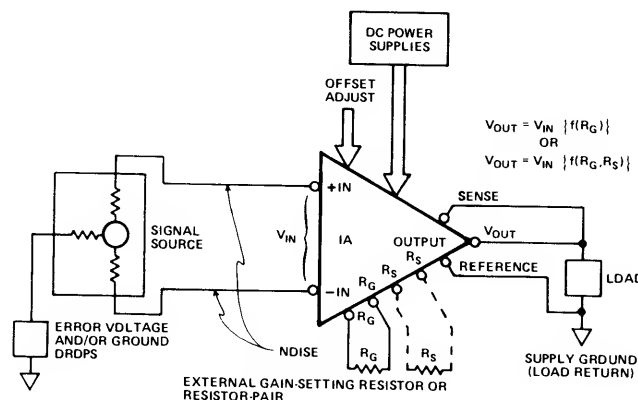 DC POWER
SUPPLIES
OFFSET
ADJUST
VOUT = VIN {f(RG)}
OR
VOUT = VIN {f(RG, RS)}
+IN
SENSE
SIGNAL
SOURCE
VIN
IA
OUTPUT
VOUT
RS
REFERENCE
RS
RG
LDAD
−IN
RG
ERROR VDLTAGE
AND/OR GROUND
DRDPS
NDISE
RG
RS
SUPPLY GROUND
(LOAD RETURN)
EXTERNAL GAIN-SETTING RESISTOR OR
RESISTOR-PAIR